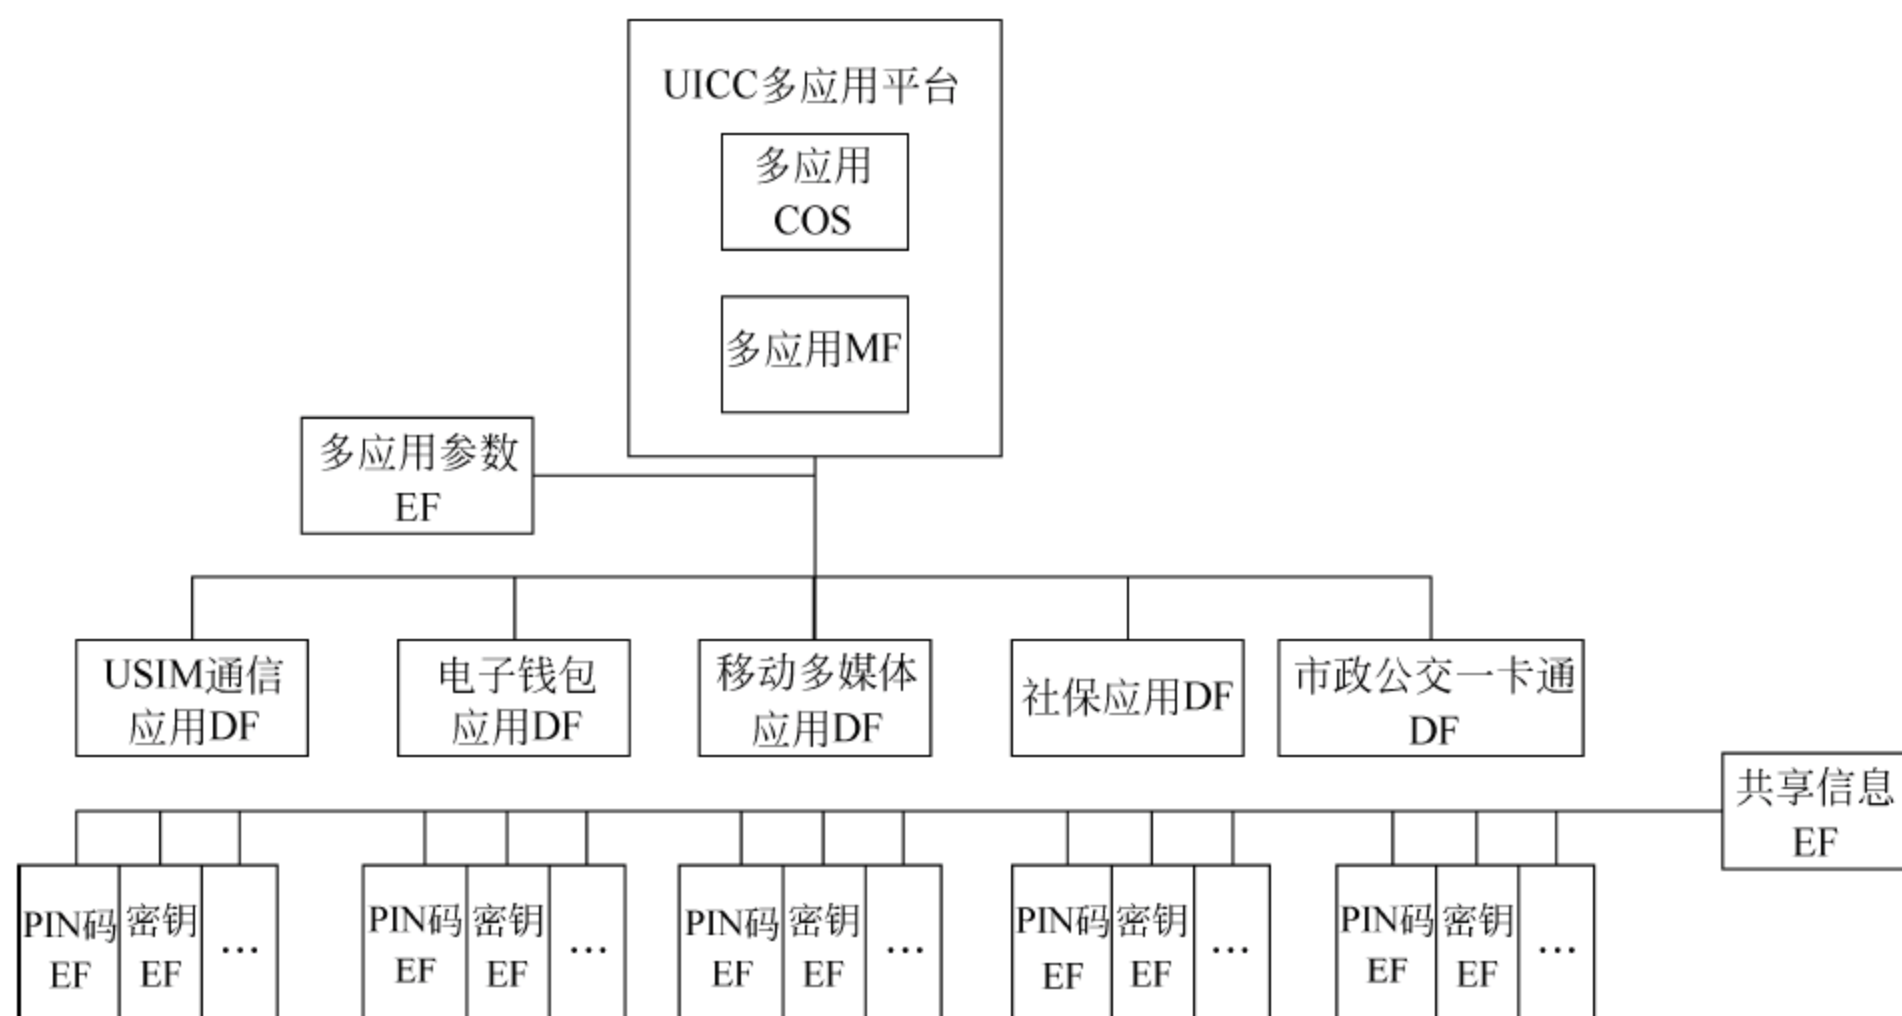 UICC多应用平台
多应用
COS
多应用MF
多应用参数
EF
USIM通信
应用DF
电子钱包
应用DF
移动多媒体
应用DF
社保应用DF
市政公交一卡通
DF
共享信息
EF
PIN码
EF
密钥
EF
...
PIN码
EF
密钥
EF
...
PIN码
EF
密钥
EF
...
PIN码
EF
密钥
EF
...
PIN码
EF
密钥
EF
...